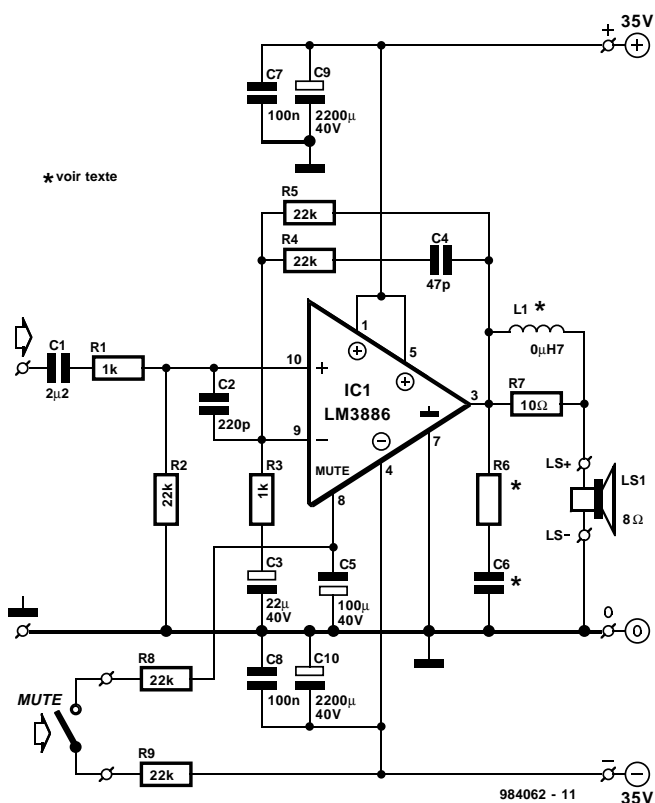 + 35V
C7
C9
100n
2200µ
40V
* voir texte
R5
22k
R4
22k
C4
47p
L1 *
0µH7
1
5
C1
2µ2
R1
1k
10
+
C2
220p
IC1
LM3886
3
R7
10Ω
9
−
MUTE
4
7
8
R2
22k
R3
1k
R6
*
LS+
LS1
8Ω
LS−
C3
22µ
40V
C5
100µ
40V
C6
*
0
0
C8
100n
C10
2200µ
40V
R8
22k
MUTE
R9
22k
−
984062 - 11
35V